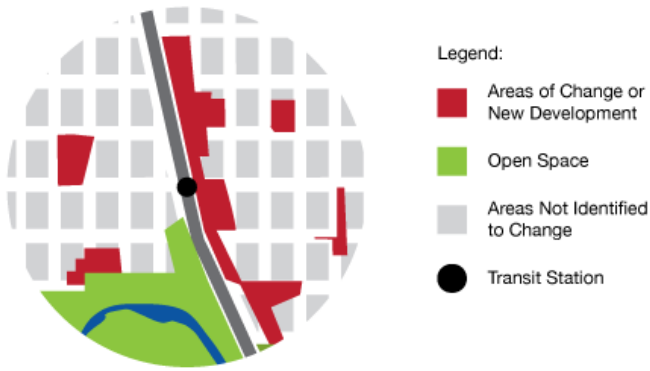 Legend:
Areas of Change or
New Development
Open Space
Areas Not Identified
to Change
Transit Station